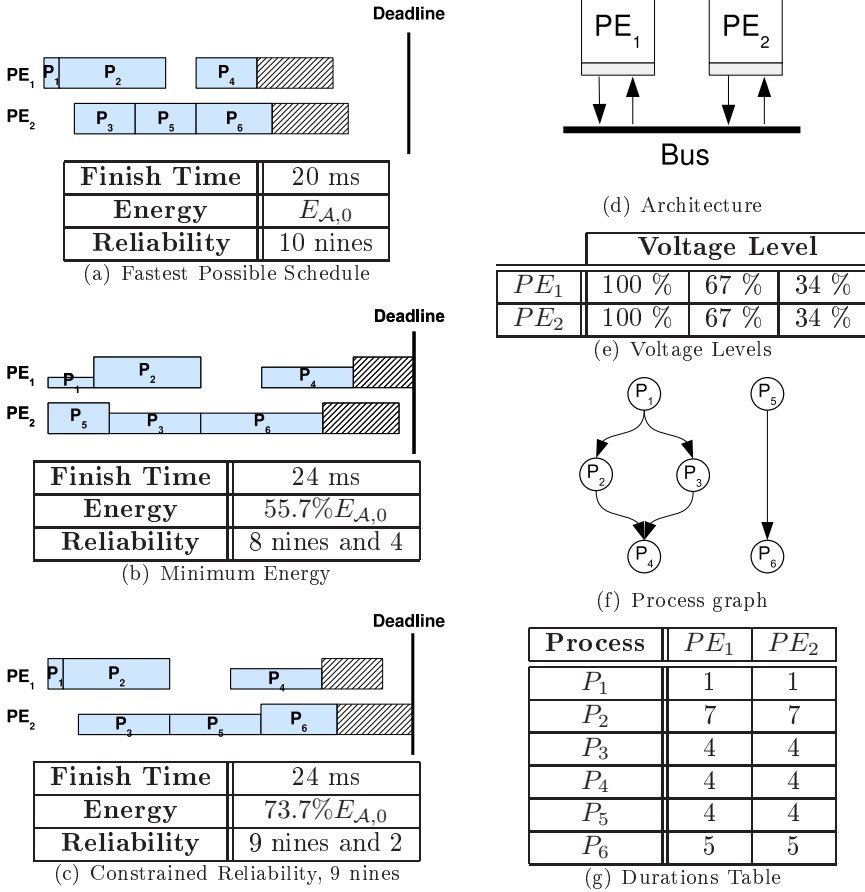 Deadline
PE1 P1 P2 P4
PE2 P3 P5 P6
Finish Time 20 ms
Energy E𝒜,0
Reliability 10 nines
(a) Fastest Possible Schedule
Deadline
PE1 P1 P2 P4
PE2 P5 P3 P6
Finish Time 24 ms
Energy 55.7%E𝒜,0
Reliability 8 nines and 4
(b) Minimum Energy
Deadline
PE1 P1 P2 P4
PE2 P3 P5 P6
Finish Time 24 ms
Energy 73.7%E𝒜,0
Reliability 9 nines and 2
(c) Constrained Reliability, 9 nines
PE1 PE2
Bus
(d) Architecture
Voltage Level
PE1 100 % 67 % 34 %
PE2 100 % 67 % 34 %
(e) Voltage Levels
P1 P5
P2 P3
P4 P6
(f) Process graph
Process PE1 PE2
P1 1 1
P2 7 7
P3 4 4
P4 4 4
P5 4 4
P6 5 5
(g) Durations Table